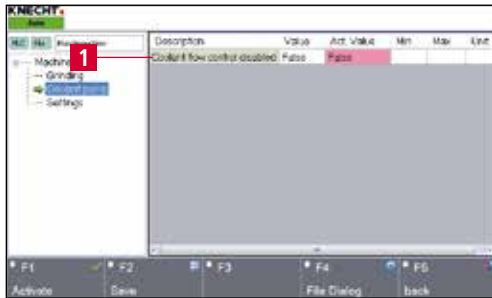 KNECHT.
Auto
Description Value Act. Value Min Max Unit
1
Coolant flow control disabled False False
Machine
Grinding
Coolant pump
Settings
F1 F2 F3 F4 F5
Activate Save File Dialog back